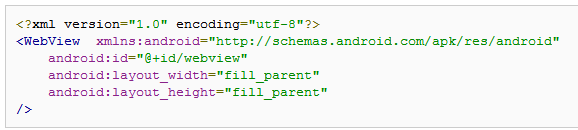 <?xml version="1.0" encoding="utf-8"?>
<WebView  xmlns:android="http://schemas.android.com/apk/res/android"
    android:id="@+id/webview"
    android:layout_width="fill_parent"
    android:layout_height="fill_parent"
/>